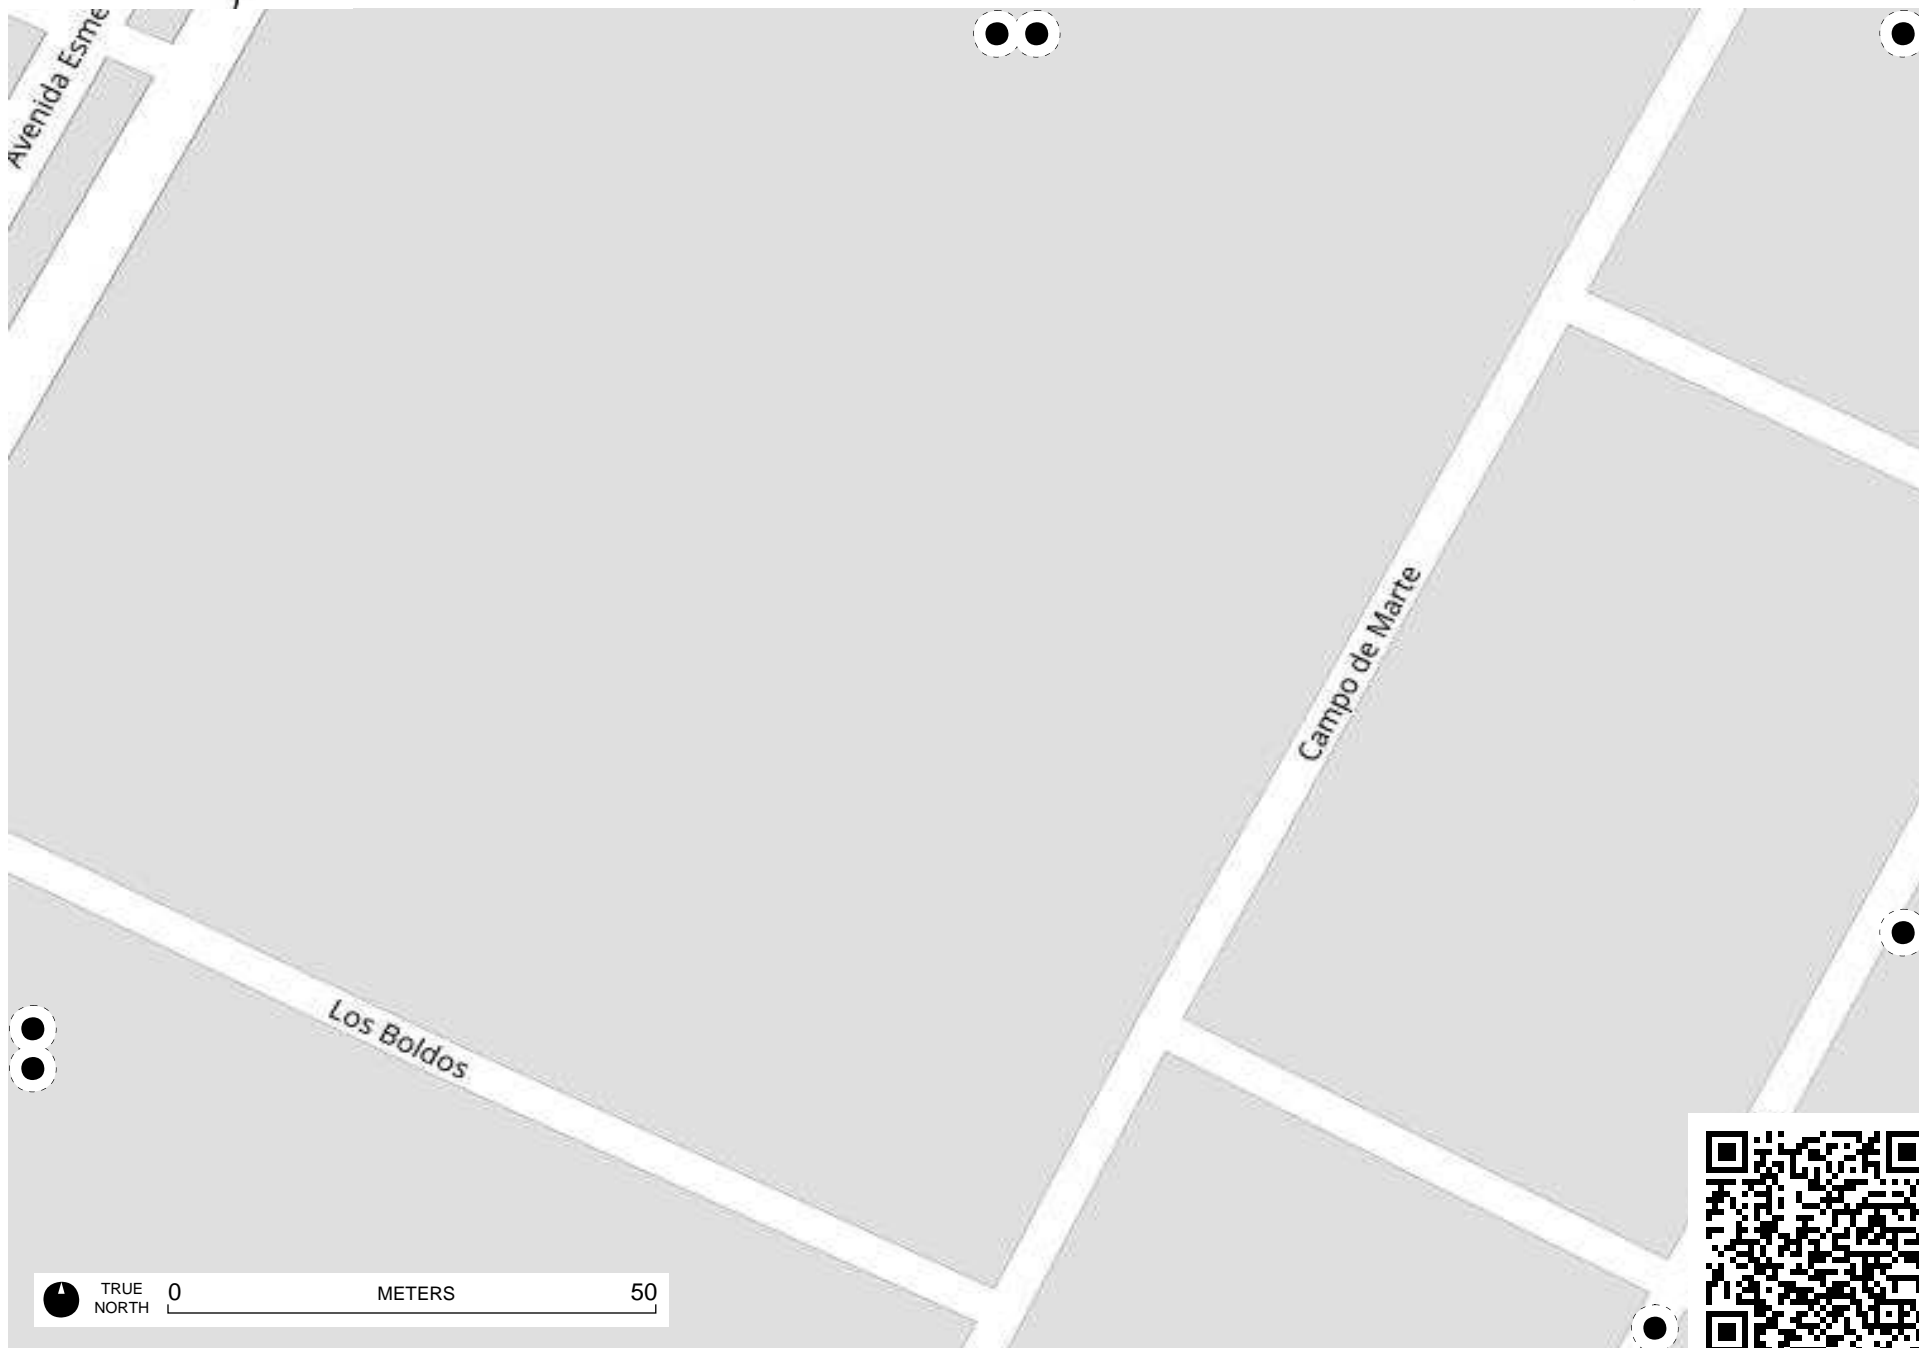 Avenida Esme
Campo de Marte
Los Boldos
TRUE
NORTH
0 METERS 50